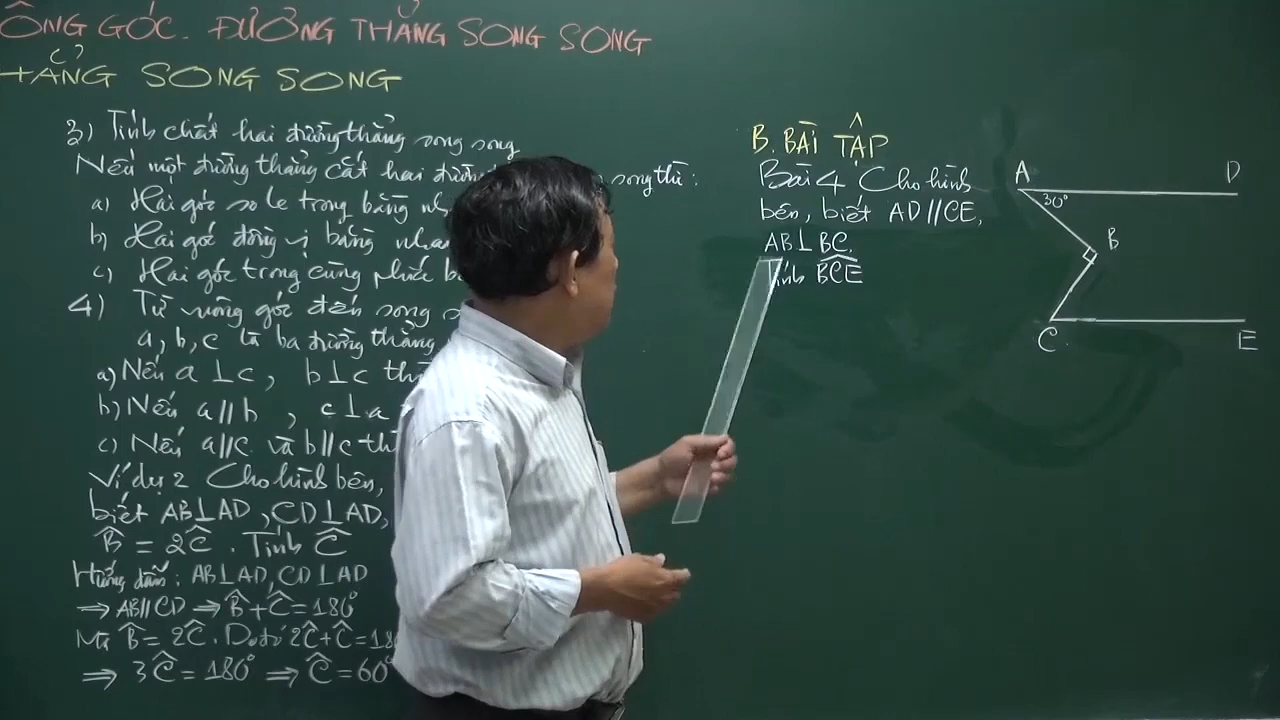 ÔNG GÓC. ĐƯỜNG THẲNG SONG SONG
HẲNG SONG SONG
3) Tính chất hai đường thẳng song song
Nếu một đường thẳng cắt hai đường song thì:
a) Hai góc so le trong bằng nh
b) Hai góc đồng vị bằng nhau
c) Hai góc trong cùng phía b
4) Từ vuông góc đến song s
a, b, c là ba đường thẳng
a) Nếu a ⊥ c, b ⊥ c th
b) Nếu a // b, c ⊥ a
c) Nếu a // c và b // c th
Ví dụ 2 Cho hình bên,
biết AB ⊥ AD, CD ⊥ AD,
B̂ = 2Ĉ. Tính Ĉ
Hướng dẫn: AB ⊥ AD, CD ⊥ AD
⇒ AB // CD ⇒ B̂ + Ĉ = 180°
Mà B̂ = 2Ĉ. Do đó 2Ĉ + Ĉ = 18
⇒ 3Ĉ = 180° ⇒ Ĉ = 60°
B. BÀI TẬP
Bài 4 Cho hình
bên, biết AD // CE,
AB ⊥ BC.
Tính BCE
A D
30°
B
C E